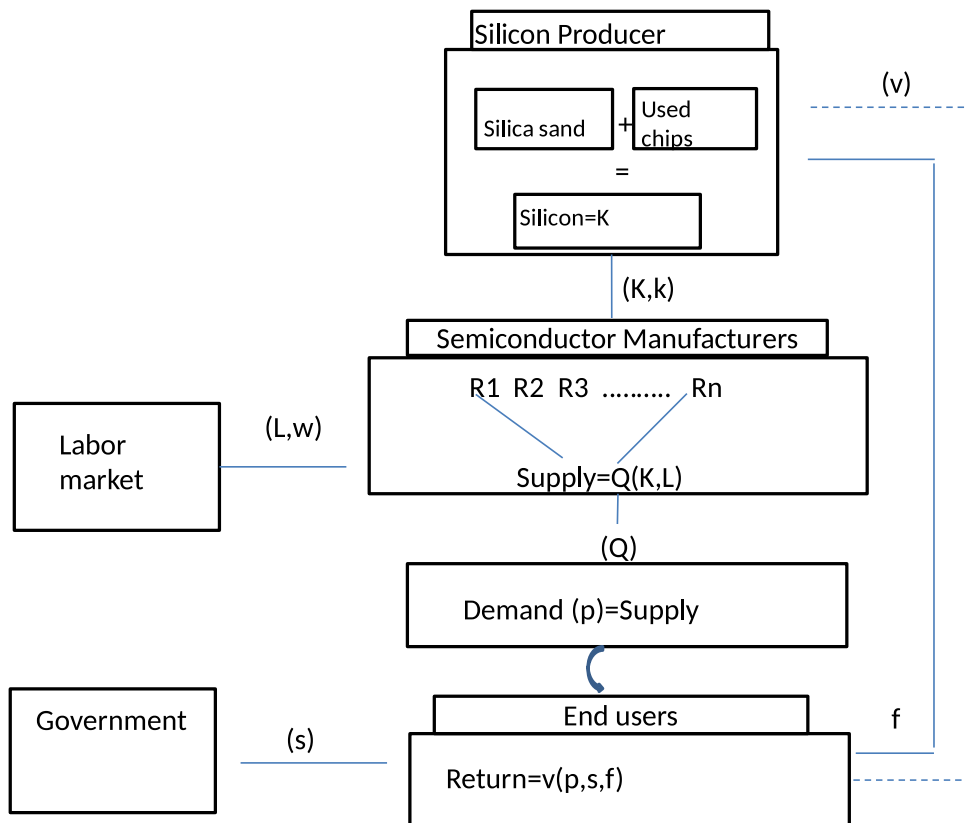 Silicon Producer
(v)
Silica sand
+
Used
chips
=
Silicon=K
(K,k)
Semiconductor Manufacturers
R1 R2 R3 .......... Rn
Labor
market
(L,w)
Supply=Q(K,L)
(Q)
Demand (p)=Supply
Government
(s)
End users
f
Return=v(p,s,f)